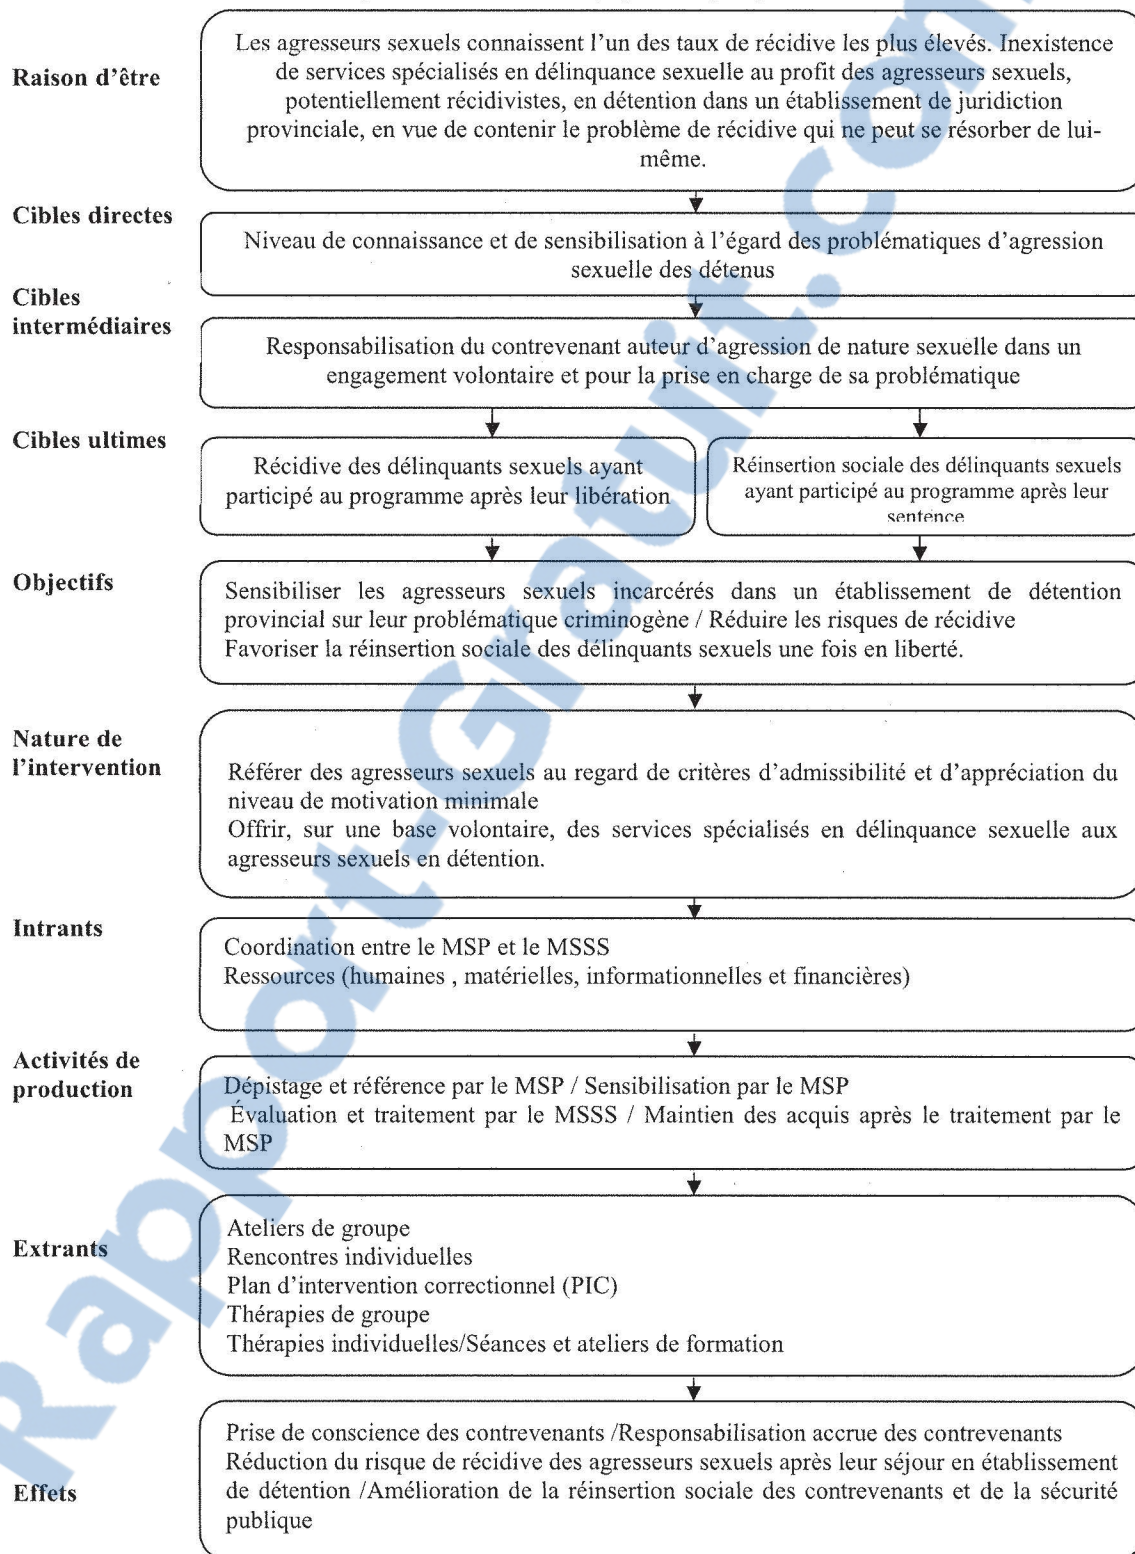 Raison d'être
Les agresseurs sexuels connaissent l'un des taux de récidive les plus élevés. Inexistence
de services spécialisés en délinquance sexuelle au profit des agresseurs sexuels,
potentiellement récidivistes, en détention dans un établissement de juridiction
provinciale, en vue de contenir le problème de récidive qui ne peut se résorber de lui-
même.
Cibles directes
Niveau de connaissance et de sensibilisation à l'égard des problématiques d'agression
sexuelle des détenus
Cibles
intermédiaires
Responsabilisation du contrevenant auteur d'agression de nature sexuelle dans un
engagement volontaire et pour la prise en charge de sa problématique
Cibles ultimes
Récidive des délinquants sexuels ayant
participé au programme après leur libération
Réinsertion sociale des délinquants sexuels
ayant participé au programme après leur
sentence
Objectifs
Sensibiliser les agresseurs sexuels incarcérés dans un établissement de détention
provincial sur leur problématique criminogène / Réduire les risques de récidive
Favoriser la réinsertion sociale des délinquants sexuels une fois en liberté.
Nature de
l'intervention
Référer des agresseurs sexuels au regard de critères d'admissibilité et d'appréciation du
niveau de motivation minimale
Offrir, sur une base volontaire, des services spécialisés en délinquance sexuelle aux
agresseurs sexuels en détention.
Intrants
Coordination entre le MSP et le MSSS
Ressources (humaines , matérielles, informationnelles et financières)
Activités de
production
Dépistage et référence par le MSP / Sensibilisation par le MSP
Évaluation et traitement par le MSSS / Maintien des acquis après le traitement par le
MSP
Extrants
Ateliers de groupe
Rencontres individuelles
Plan d'intervention correctionnel (PIC)
Thérapies de groupe
Thérapies individuelles/Séances et ateliers de formation
Effets
Prise de conscience des contrevenants /Responsabilisation accrue des contrevenants
Réduction du risque de récidive des agresseurs sexuels après leur séjour en établissement
de détention /Amélioration de la réinsertion sociale des contrevenants et de la sécurité
publique
Rapport-Gratuit.com